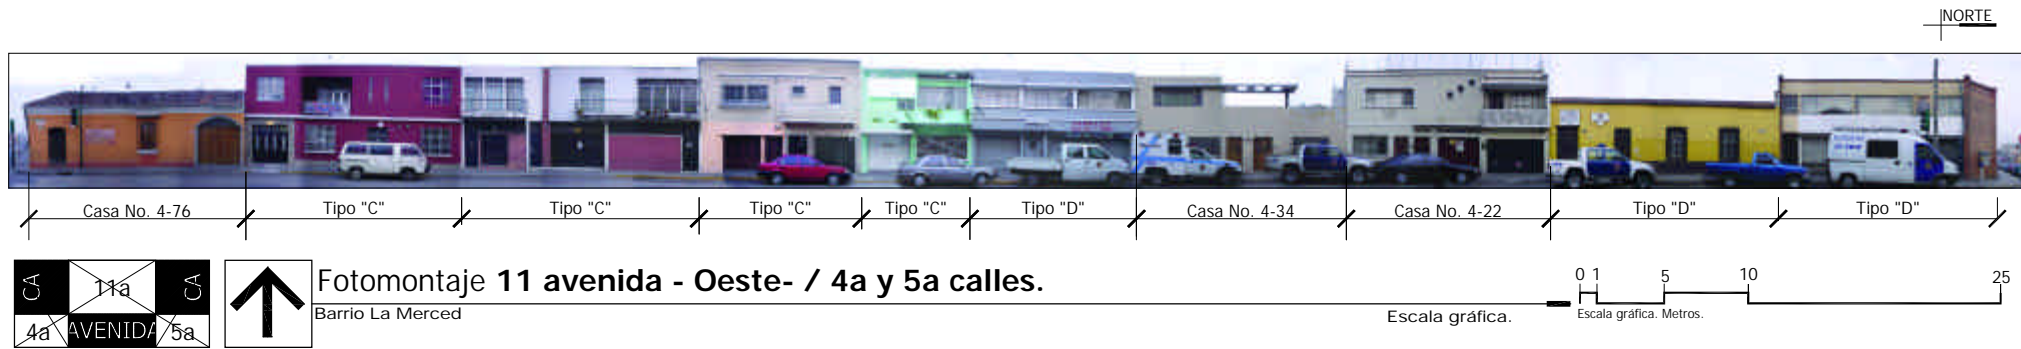 NORTE
Casa No. 4-76
Tipo "C"
Tipo "C"
Tipo "C"
Tipo "C"
Tipo "D"
Casa No. 4-34
Casa No. 4-22
Tipo "D"
Tipo "D"
CA
11a
CA
4a
AVENIDA
5a
Fotomontaje 11 avenida - Oeste- / 4a y 5a calles.
Barrio La Merced
Escala gráfica.
0 1 5 10 25
Escala gráfica. Metros.